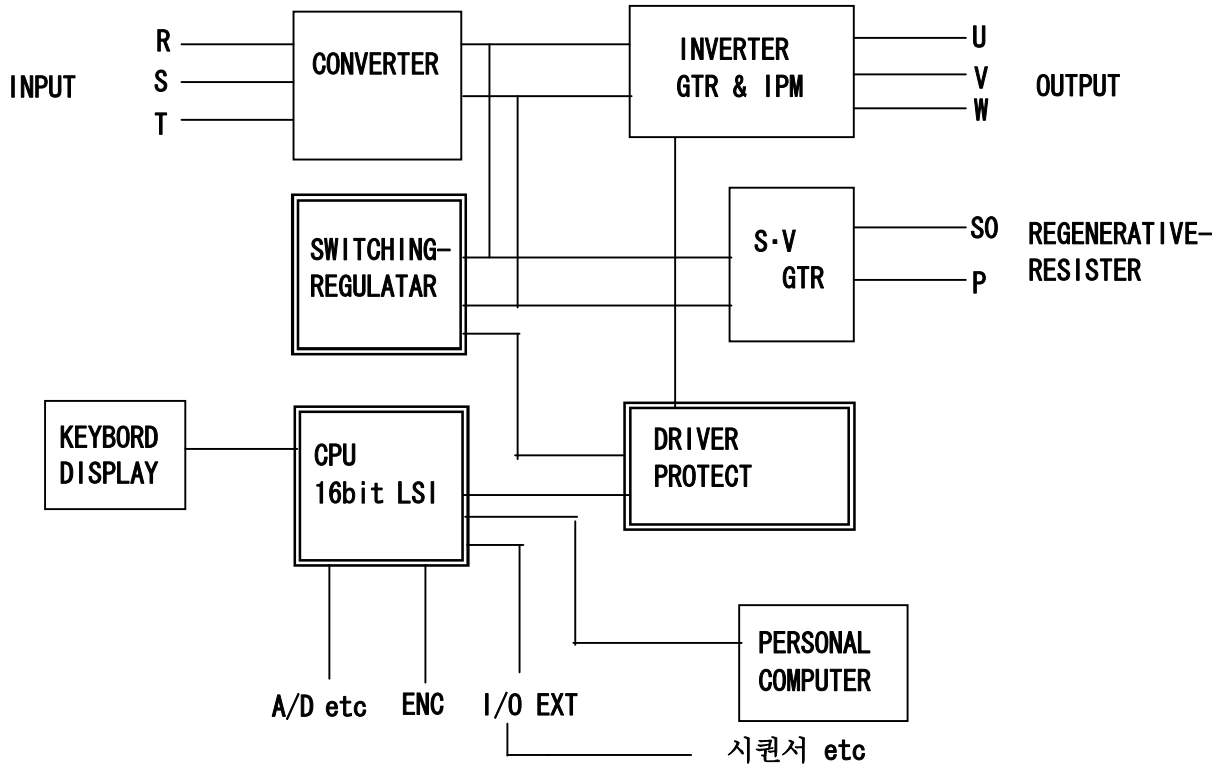 R
S
T
INPUT
CONVERTER
INVERTER
GTR & IPM
U
V
W
OUTPUT
SWITCHING-
REGULATAR
S·V
GTR
SO
P
REGENERATIVE-
RESISTER
KEYBORD
DISPLAY
CPU
16bit LSI
DRIVER
PROTECT
PERSONAL
COMPUTER
A/D etc
ENC
I/O EXT
시퀀서 etc